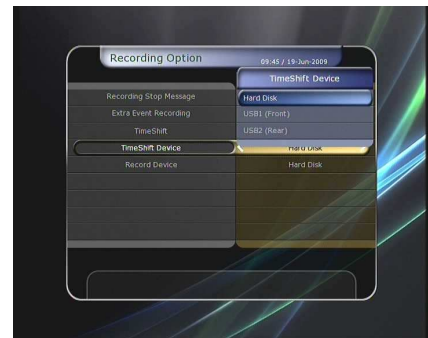 Recording Option
09:45 / 19-Jun-2009
TimeShift Device
Recording Stop Message
Hard Disk
Extra Event Recording
USB1 (Front)
TimeShift
USB2 (Rear)
TimeShift Device
Hard Disk
Record Device
Hard Disk